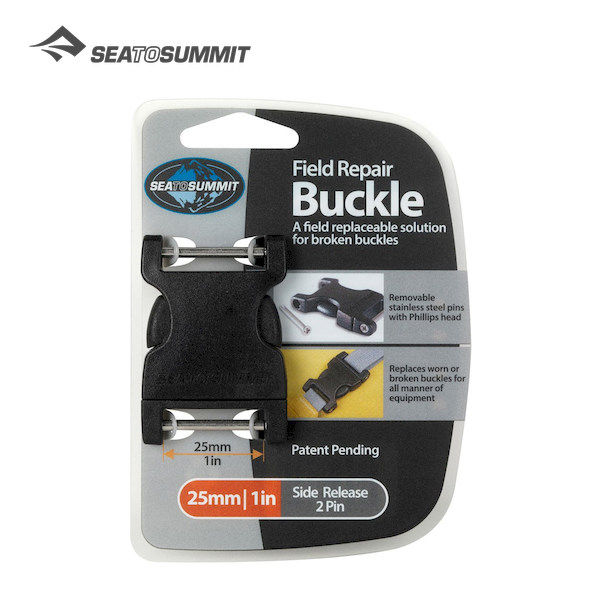 SEATOSUMMIT
SEATOSUMMIT
Field Repair
Buckle
A field replaceable solution
for broken buckles
Removable
stainless steel pins
with Phillips head
Replaces worn or
broken buckles for
all manner of
equipment
SEATOSUMMIT
25mm
1in
Patent Pending
25mm|1in
Side Release
2 Pin